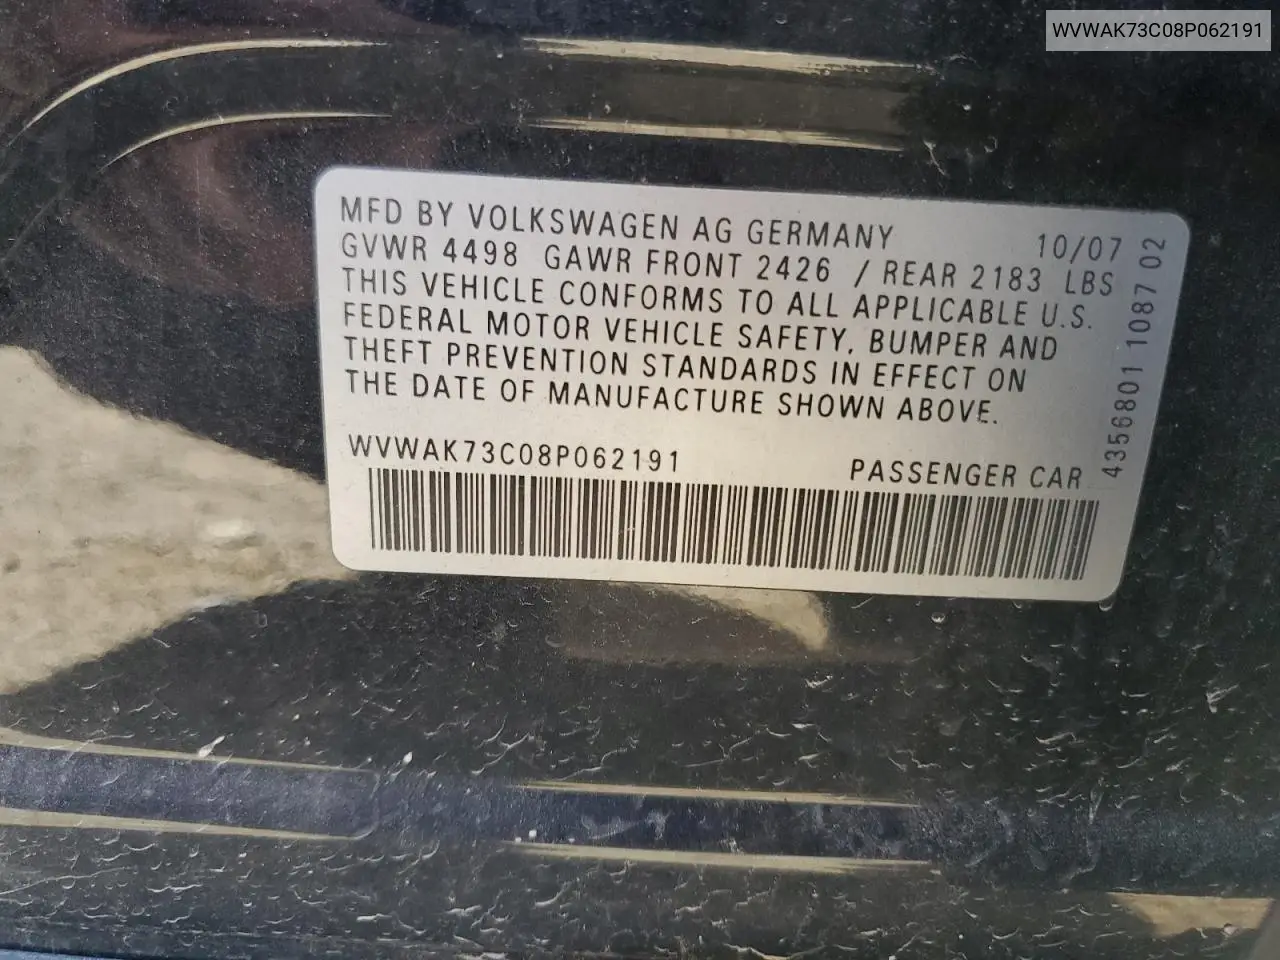 WVWAK73C08P062191
MFD BY VOLKSWAGEN AG GERMANY 10/07
GVWR 4498 GAWR FRONT 2426 / REAR 2183 LBS
THIS VEHICLE CONFORMS TO ALL APPLICABLE U.S.
FEDERAL MOTOR VEHICLE SAFETY, BUMPER AND
THEFT PREVENTION STANDARDS IN EFFECT ON
THE DATE OF MANUFACTURE SHOWN ABOVE.
WVWAK73C08P062191 PASSENGER CAR
4356801 1087 02